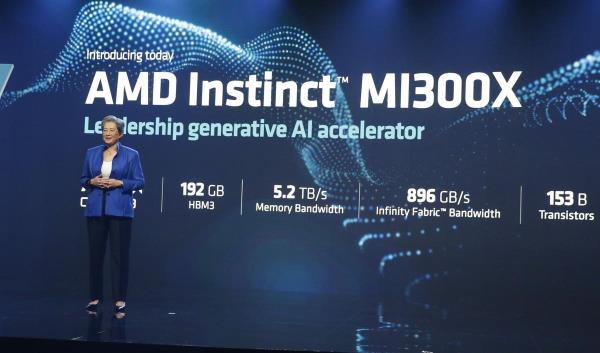 Introducing today
AMD Instinct™ MI300X
Leadership generative AI accelerator
192 GB
HBM3
5.2 TB/s
Memory Bandwidth
896 GB/s
Infinity Fabric™ Bandwidth
153 B
Transistors